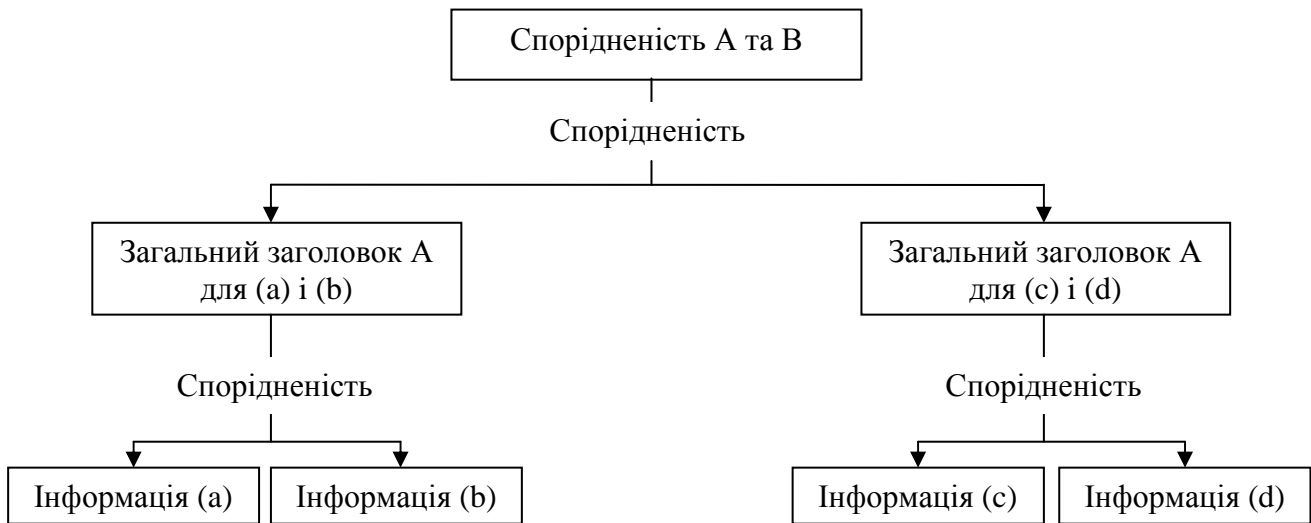 Спорідненість А та В
Спорідненість
Загальний заголовок А
для (a) і (b)
Загальний заголовок А
для (c) і (d)
Спорідненість
Спорідненість
Інформація (a)
Інформація (b)
Інформація (c)
Інформація (d)